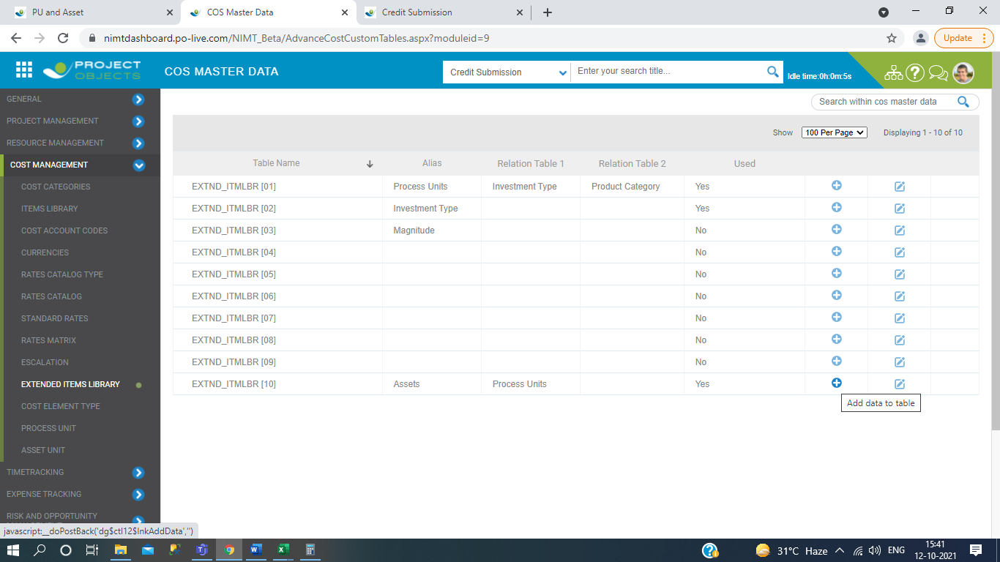 PU and Asset
COS Master Data
Credit Submission
nimtdashboard.po-live.com/NIMT_Beta/AdvanceCostCustomTables.aspx?moduleid=9
Update
PROJECT
OBJECTS
COS MASTER DATA
Credit Submission
Enter your search title...
Idle time:0h:0m:5s
GENERAL
PROJECT MANAGEMENT
RESOURCE MANAGEMENT
COST MANAGEMENT
COST CATEGORIES
ITEMS LIBRARY
COST ACCOUNT CODES
CURRENCIES
RATES CATALOG TYPE
RATES CATALOG
STANDARD RATES
RATES MATRIX
ESCALATION
EXTENDED ITEMS LIBRARY
COST ELEMENT TYPE
PROCESS UNIT
ASSET UNIT
TIMETRACKING
EXPENSE TRACKING
RISK AND OPPORTUNITY
Search within cos master data
Show 100 Per Page Displaying 1 - 10 of 10
Table Name Alias Relation Table 1 Relation Table 2 Used
EXTND_ITMLBR [01] Process Units Investment Type Product Category Yes
EXTND_ITMLBR [02] Investment Type Yes
EXTND_ITMLBR [03] Magnitude No
EXTND_ITMLBR [04] No
EXTND_ITMLBR [05] No
EXTND_ITMLBR [06] No
EXTND_ITMLBR [07] No
EXTND_ITMLBR [08] No
EXTND_ITMLBR [09] No
EXTND_ITMLBR [10] Assets Process Units Yes
Add data to table
javascript:__doPostBack('dg$ctl12$lnkAddData','')
31°C Haze
ENG
15:41
12-10-2021